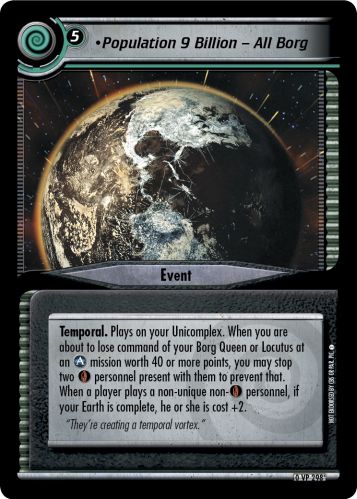 5
•Population 9 Billion – All Borg
Event
Temporal. Plays on your Unicomplex. When you are
about to lose command of your Borg Queen or Locutus at
an A mission worth 40 or more points, you may stop
two personnel present with them to prevent that.
When a player plays a non-unique non- personnel, if
your Earth is complete, he or she is cost +2.
"They're creating a temporal vortex."
NOT ENDORSED BY CBS OR PAR. PIC.
0 VP 248